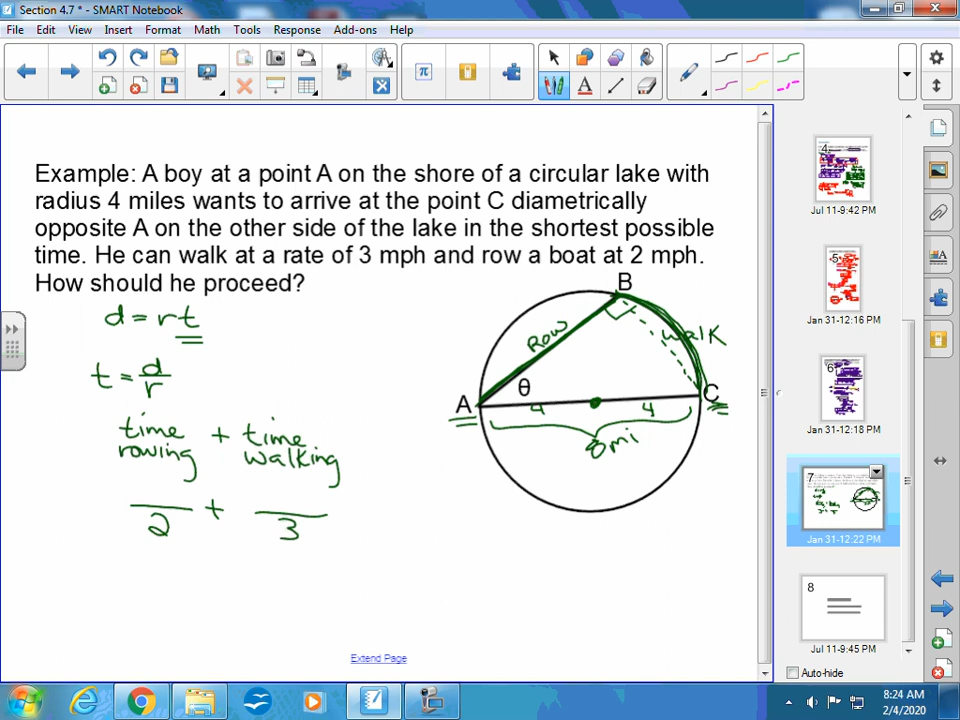 Section 4.7 * - SMART Notebook
File Edit View Insert Format Math Tools Response Add-ons Help
Example: A boy at a point A on the shore of a circular lake with
radius 4 miles wants to arrive at the point C diametrically
opposite A on the other side of the lake in the shortest possible
time. He can walk at a rate of 3 mph and row a boat at 2 mph.
How should he proceed?
d = rt
t = d/r
time rowing + time walking
__/2 + __/3
B
Row
walk
θ
A
C
4 4
8mi
Extend Page
4
Jul 11-9:42 PM
5
Jan 31-12:16 PM
6
Jan 31-12:18 PM
7
Jan 31-12:22 PM
8
Jul 11-9:45 PM
Auto-hide
8:24 AM
2/4/2020